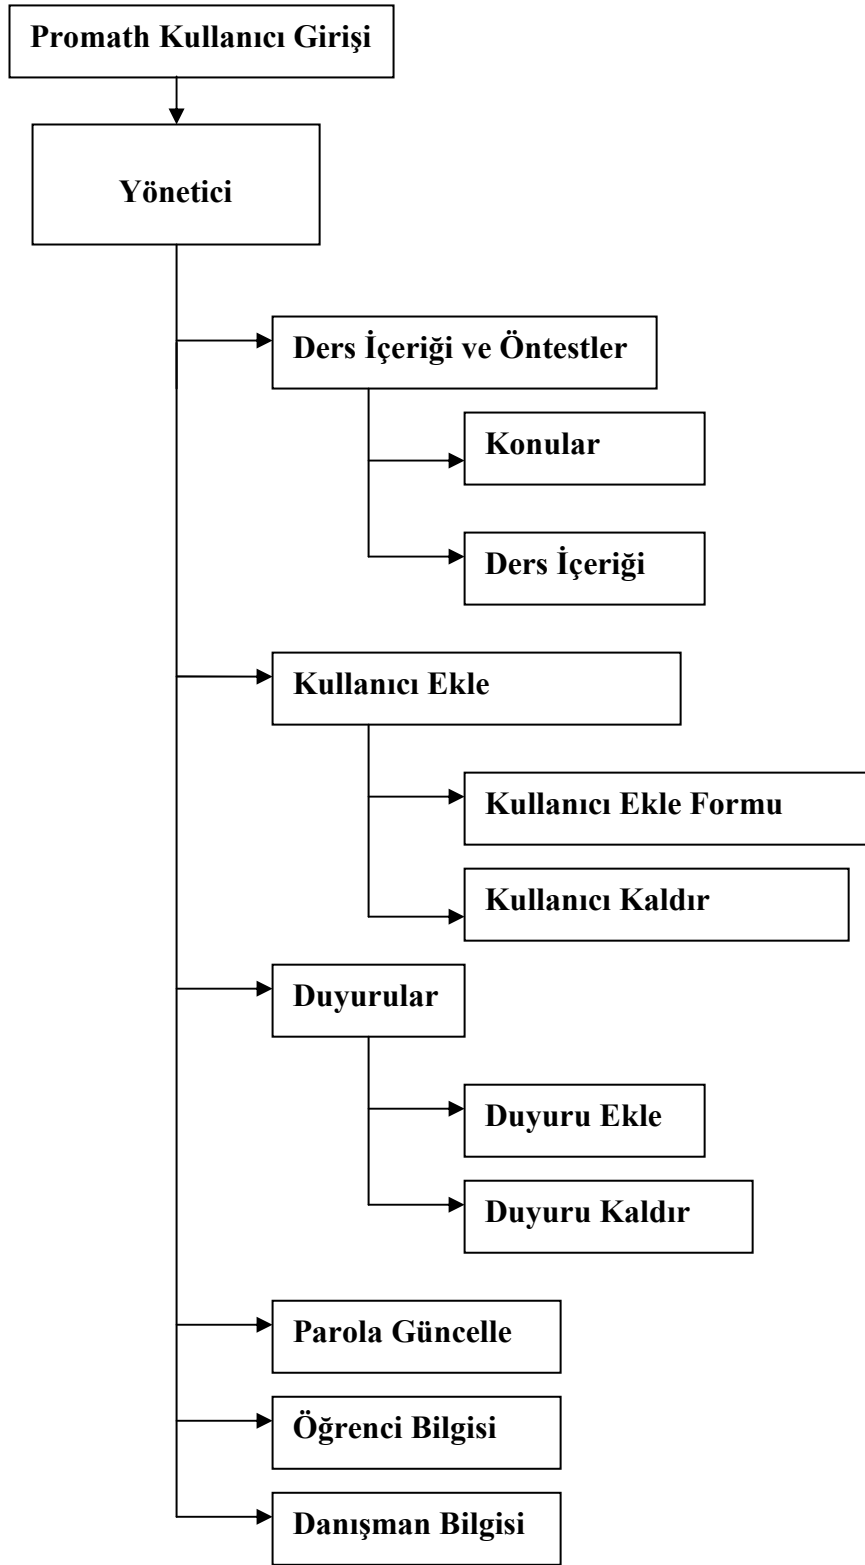 Promath Kullanıcı Girişi
Yönetici
Ders İçeriği ve Öntestler
Konular
Ders İçeriği
Kullanıcı Ekle
Kullanıcı Ekle Formu
Kullanıcı Kaldır
Duyurular
Duyuru Ekle
Duyuru Kaldır
Parola Güncelle
Öğrenci Bilgisi
Danışman Bilgisi